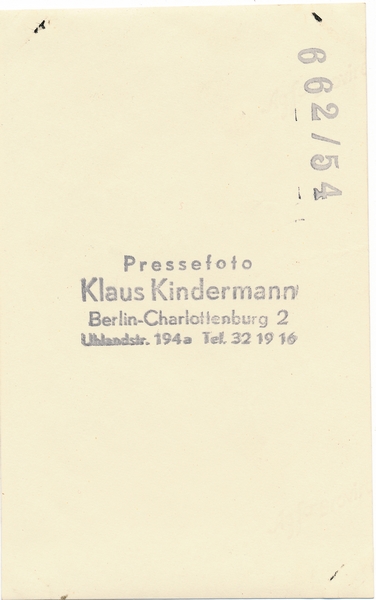 662/54
Pressefoto
Klaus Kindermann
Berlin-Charlottenburg 2
Uhlandstr. 194a Tel. 32 19 16